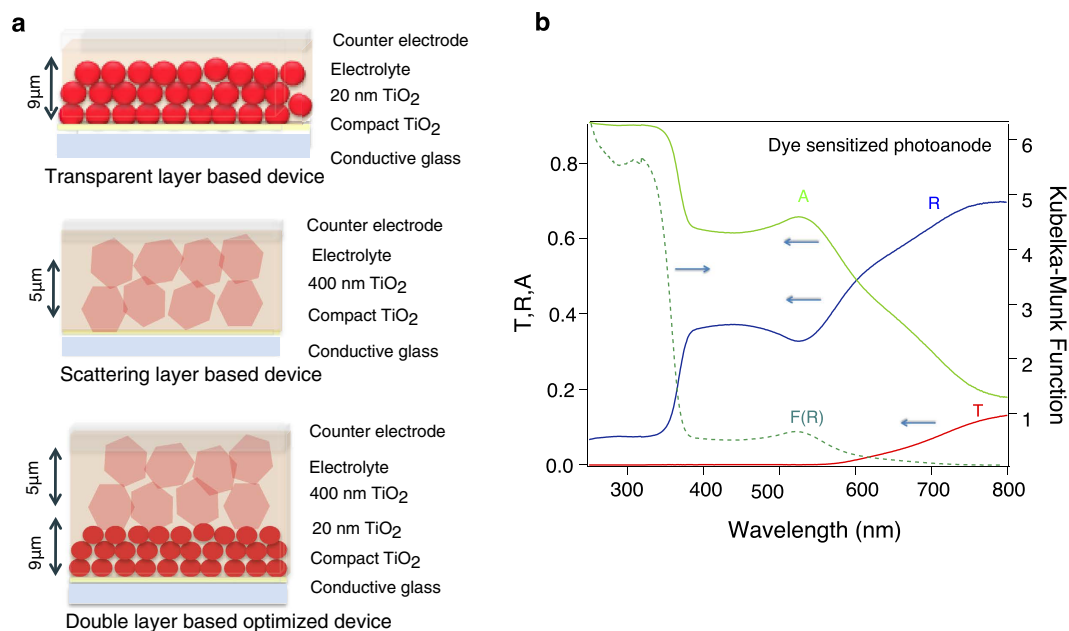 a
Counter electrode
Electrolyte
9µm
20 nm TiO2
Compact TiO2
Conductive glass
Transparent layer based device
Counter electrode
Electrolyte
5µm
400 nm TiO2
Compact TiO2
Conductive glass
Scattering layer based device
Counter electrode
Electrolyte
5µm
400 nm TiO2
20 nm TiO2
9µm
Compact TiO2
Conductive glass
Double layer based optimized device
b
Dye sensitized photoanode
A
R
F(R)
T
T,R,A
0.8
0.6
0.4
0.2
0.0
300 400 500 600 700 800
Wavelength (nm)
6
5
4
3
2
1
Kubelka-Munk Function